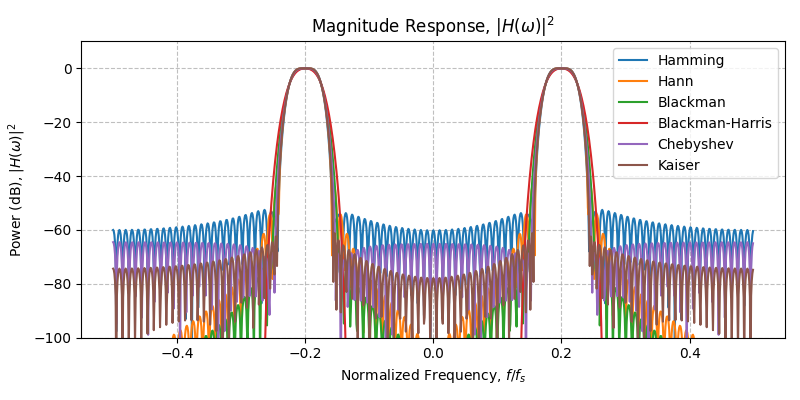 Magnitude Response, |H(ω)|²
Power (dB), |H(ω)|²
0
−20
−40
−60
−80
−100
Hamming
Hann
Blackman
Blackman-Harris
Chebyshev
Kaiser
−0.4 −0.2 0.0 0.2 0.4
Normalized Frequency, f/fₛ